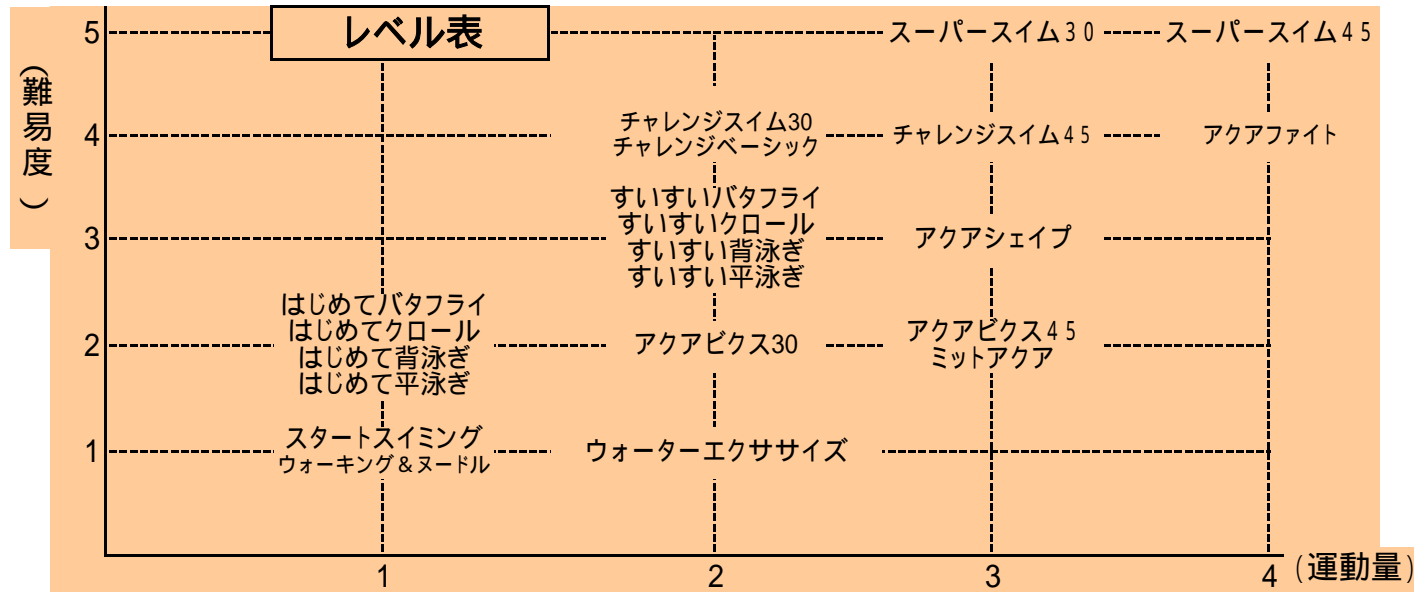 レベル表
(難易度)
5
スーパースイム30
スーパースイム45
4
チャレンジスイム30
チャレンジベーシック
チャレンジスイム45
アクアファイト
3
すいすいバタフライ
すいすいクロール
すいすい背泳ぎ
すいすい平泳ぎ
アクアシェイプ
2
はじめてバタフライ
はじめてクロール
はじめて背泳ぎ
はじめて平泳ぎ
アクアビクス30
アクアビクス45
ミットアクア
1
スタートスイミング
ウォーキング&ヌードル
ウォーターエクササイズ
1
2
3
4
(運動量)